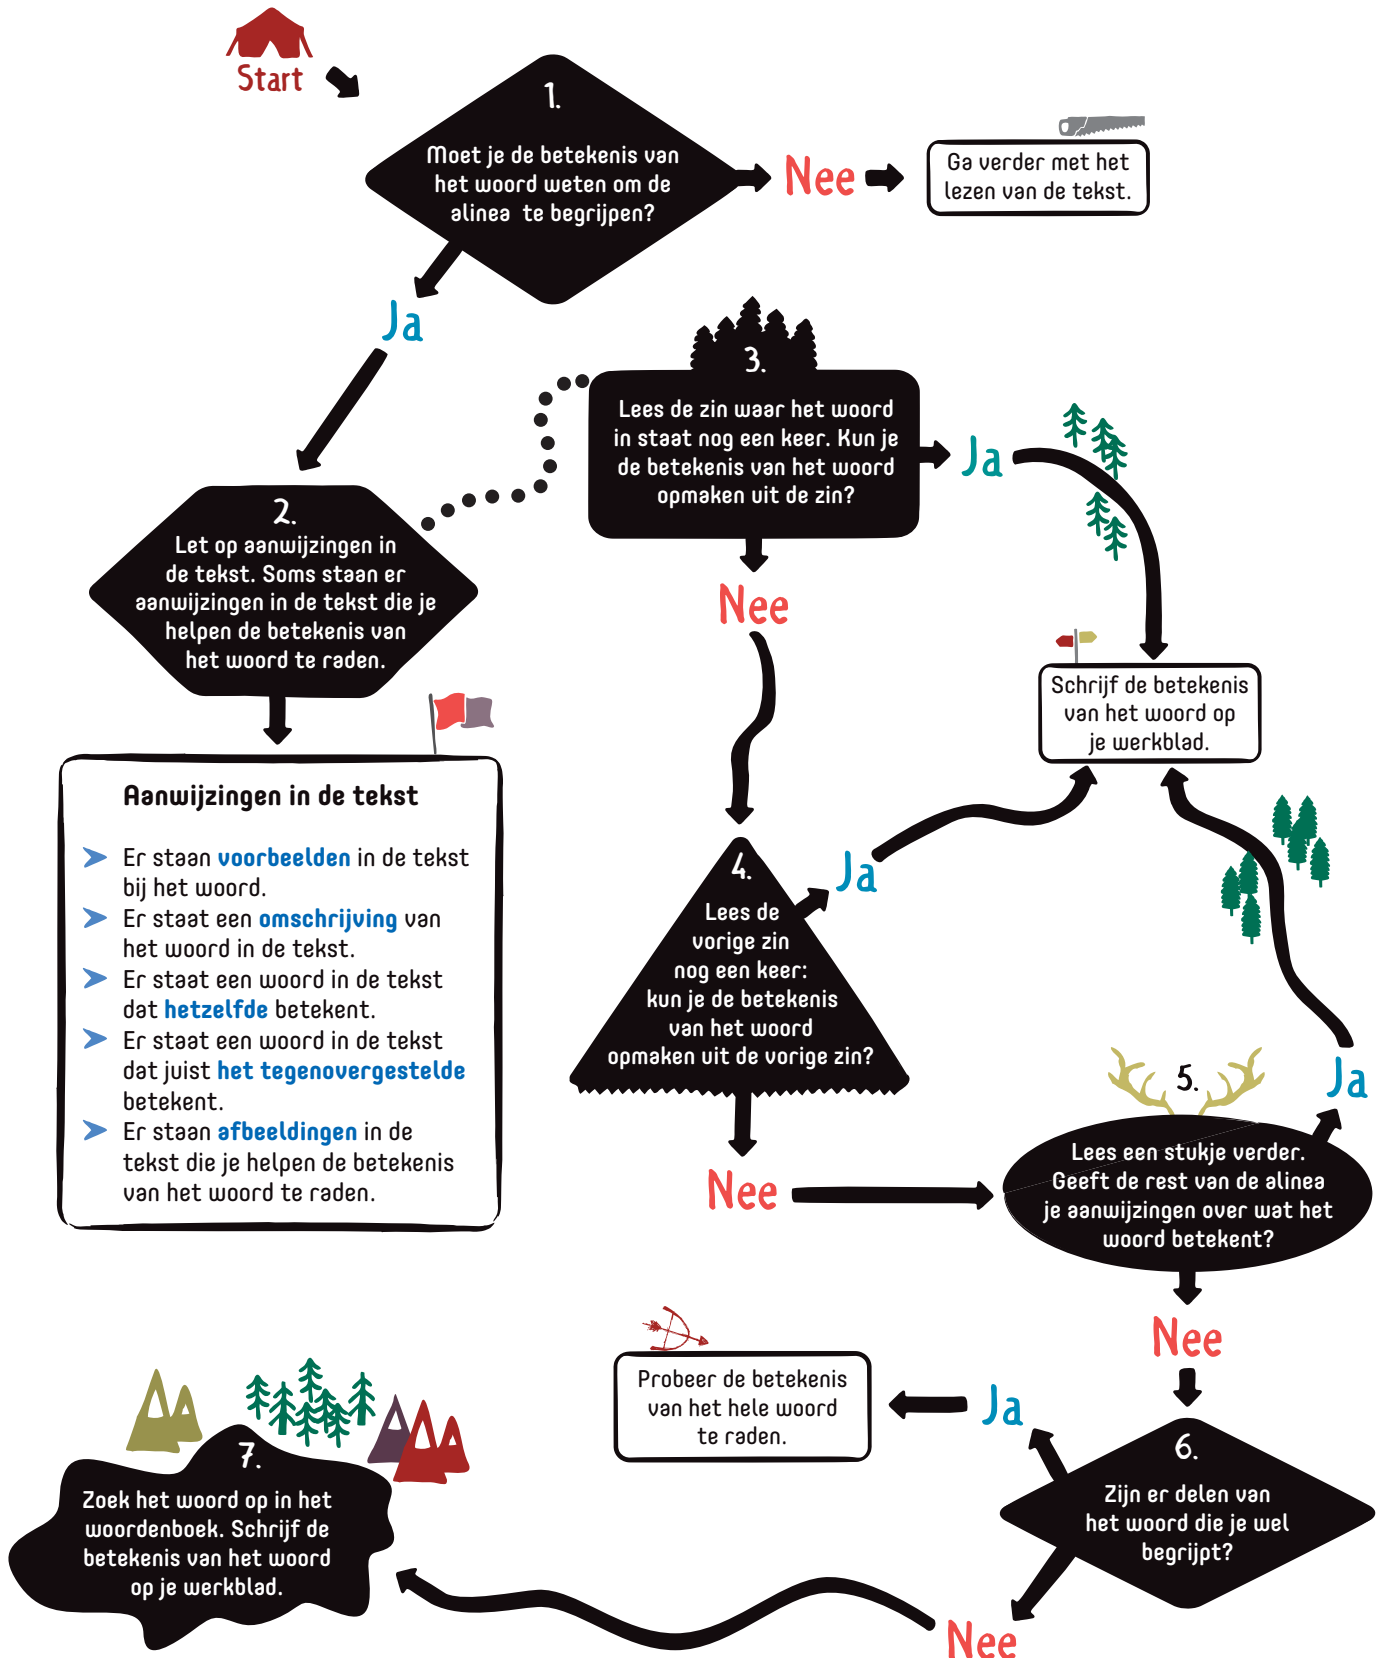 Start
1.
Moet je de betekenis van
het woord weten om de
alinea te begrijpen?
Nee
Ga verder met het
lezen van de tekst.
Ja
2.
Let op aanwijzingen in
de tekst. Soms staan er
aanwijzingen in de tekst die je
helpen de betekenis van
het woord te raden.
Aanwijzingen in de tekst
Er staan voorbeelden in de tekst
bij het woord.
Er staat een omschrijving van
het woord in de tekst.
Er staat een woord in de tekst
dat hetzelfde betekent.
Er staat een woord in de tekst
dat juist het tegenovergestelde
betekent.
Er staan afbeeldingen in de
tekst die je helpen de betekenis
van het woord te raden.
3.
Lees de zin waar het woord
in staat nog een keer. Kun je
de betekenis van het woord
opmaken uit de zin?
Ja
Nee
Schrijf de betekenis
van het woord op
je werkblad.
4.
Lees de
vorige zin
nog een keer:
kun je de betekenis
van het woord
opmaken uit de vorige zin?
Ja
Nee
5.
Lees een stukje verder.
Geeft de rest van de alinea
je aanwijzingen over wat het
woord betekent?
Ja
Nee
6.
Zijn er delen van
het woord die je wel
begrijpt?
Ja
Probeer de betekenis
van het hele woord
te raden.
Nee
7.
Zoek het woord op in het
woordenboek. Schrijf de
betekenis van het woord
op je werkblad.